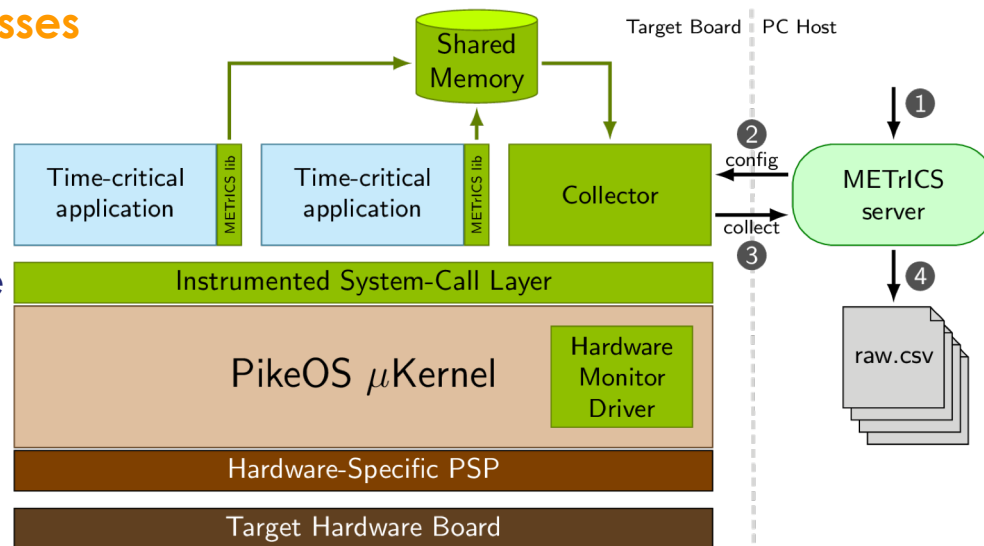 sses
Target Board
PC Host
Shared
Memory
1
2
config
METrICS
server
Time-critical
application
METrICS lib
Time-critical
application
METrICS lib
Collector
collect
3
4
e
Instrumented System-Call Layer
raw.csv
PikeOS μKernel
Hardware
Monitor
Driver
Hardware-Specific PSP
Target Hardware Board